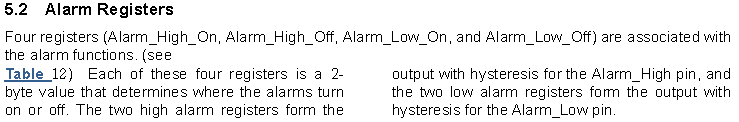 5.2 Alarm Registers
Four registers (Alarm_High_On, Alarm_High_Off, Alarm_Low_On, and Alarm_Low_Off) are associated with
the alarm functions. (see
Table 12) Each of these four registers is a 2-
byte value that determines where the alarms turn
on or off. The two high alarm registers form the
output with hysteresis for the Alarm_High pin, and
the two low alarm registers form the output with
hysteresis for the Alarm_Low pin.